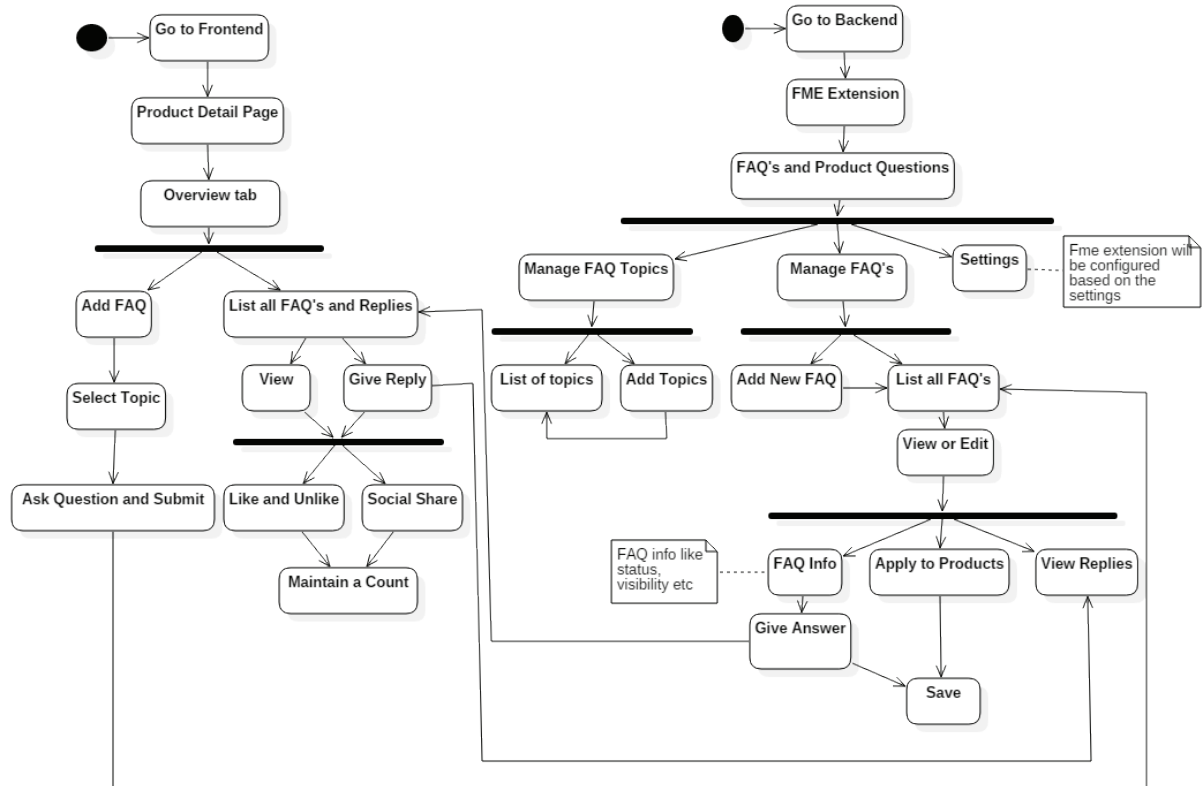 Go to Frontend
Product Detail Page
Overview tab
Add FAQ
List all FAQ's and Replies
View
Give Reply
Select Topic
Ask Question and Submit
Like and Unlike
Social Share
Maintain a Count
Go to Backend
FME Extension
FAQ's and Product Questions
Manage FAQ Topics
Manage FAQ's
Settings
Fme extension will
be configured
based on the
settings
List of topics
Add Topics
Add New FAQ
List all FAQ's
View or Edit
FAQ info like
status,
visibility etc
FAQ Info
Apply to Products
View Replies
Give Answer
Save